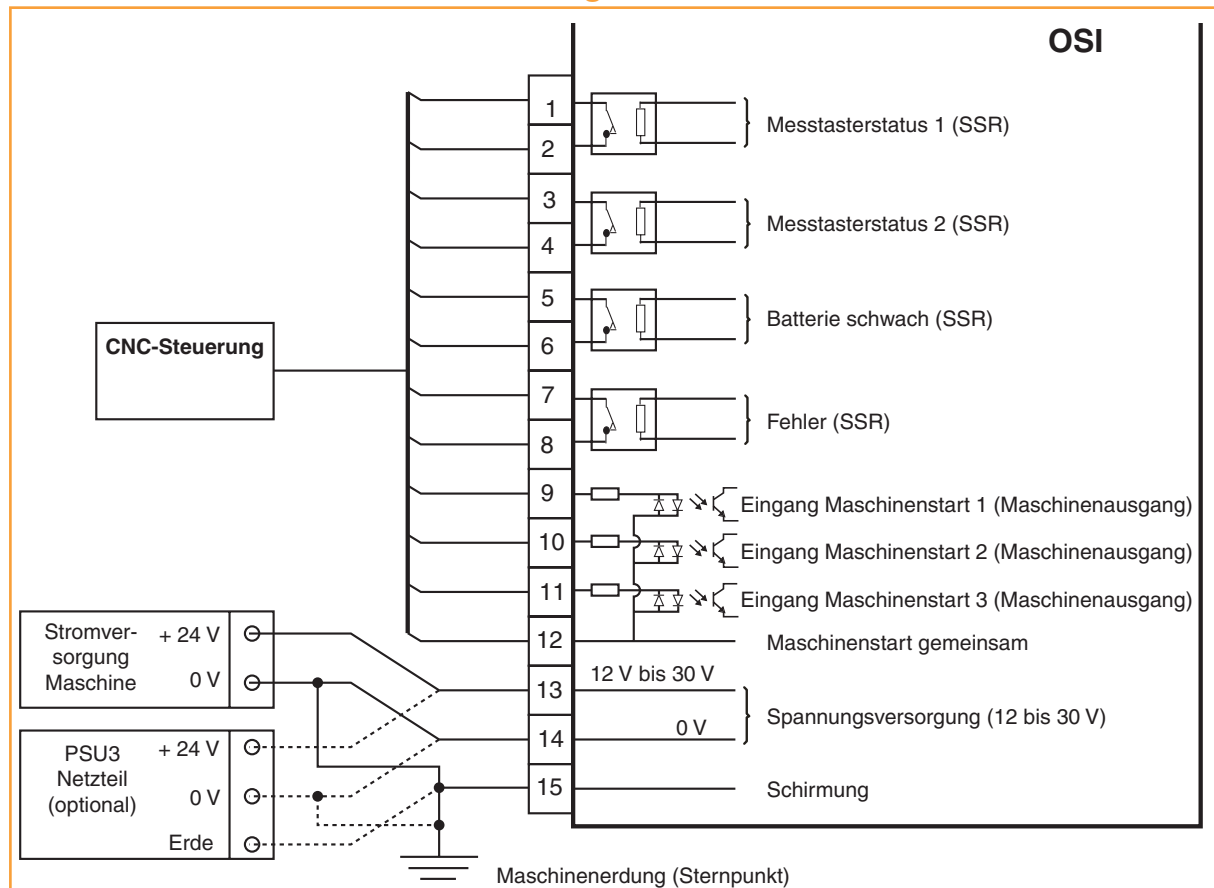 OSI
1
Messtasterstatus 1 (SSR)
2
3
Messtasterstatus 2 (SSR)
4
5
Batterie schwach (SSR)
6
CNC-Steuerung
7
Fehler (SSR)
8
9
Eingang Maschinenstart 1 (Maschinenausgang)
10
Eingang Maschinenstart 2 (Maschinenausgang)
11
Eingang Maschinenstart 3 (Maschinenausgang)
12
Maschinenstart gemeinsam
Stromver-
sorgung
Maschine
+ 24 V
0 V
13
12 V bis 30 V
Spannungsversorgung (12 bis 30 V)
14
0 V
PSU3
Netzteil
(optional)
+ 24 V
0 V
Erde
15
Schirmung
Maschinenerdung (Sternpunkt)